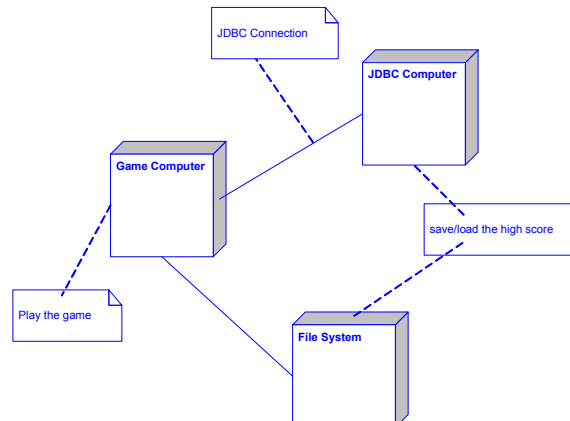 JDBC Connection
JDBC Computer
Game Computer
save/load the high score
Play the game
File System